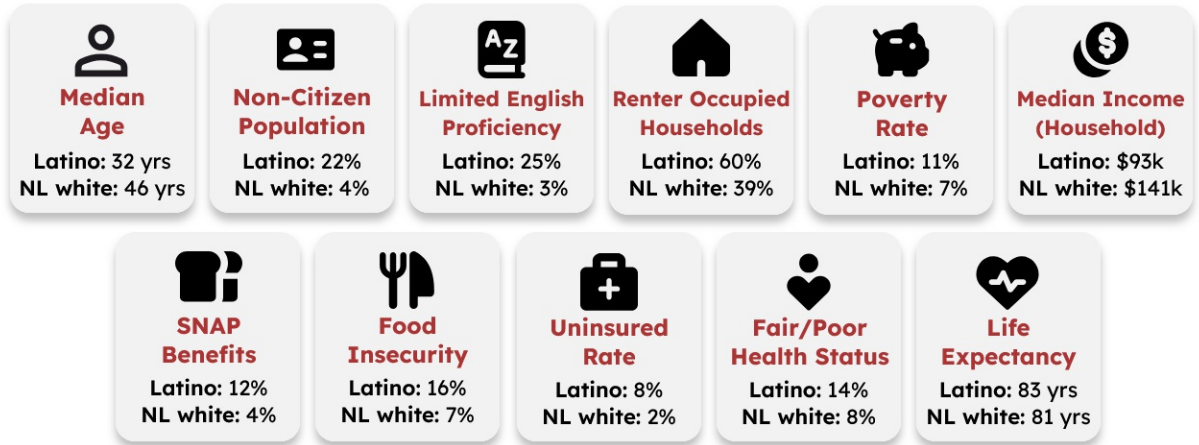 Median
Age
Latino: 32 yrs
NL white: 46 yrs
Non-Citizen
Population
Latino: 22%
NL white: 4%
A Z
Limited English
Proficiency
Latino: 25%
NL white: 3%
Renter Occupied
Households
Latino: 60%
NL white: 39%
Poverty
Rate
Latino: 11%
NL white: 7%
$
Median Income
(Household)
Latino: $93k
NL white: $141k
SNAP
Benefits
Latino: 12%
NL white: 4%
Food
Insecurity
Latino: 16%
NL white: 7%
Uninsured
Rate
Latino: 8%
NL white: 2%
Fair/Poor
Health Status
Latino: 14%
NL white: 8%
Life
Expectancy
Latino: 83 yrs
NL white: 81 yrs